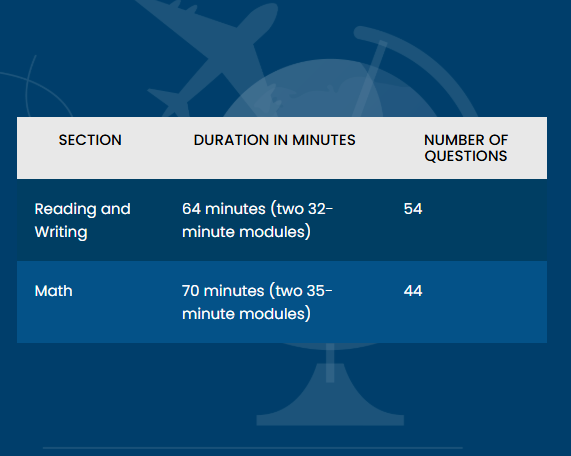 SECTION DURATION IN MINUTES NUMBER OF
QUESTIONS
Reading and 64 minutes (two 32- 54
Writing minute modules)
Math 70 minutes (two 35- 44
minute modules)